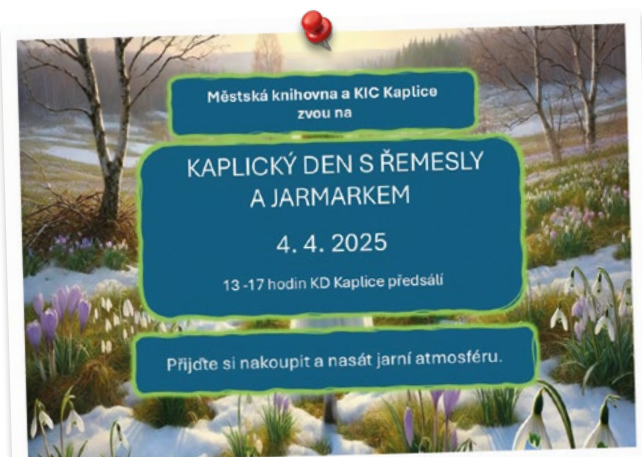 Městská knihovna a KIC Kaplice
zvou na
KAPLICKÝ DEN S ŘEMESLY
A JARMARKEM
4. 4. 2025
13 -17 hodin KD Kaplice předsálí
Přijďte si nakoupit a nasát jarní atmosféru.